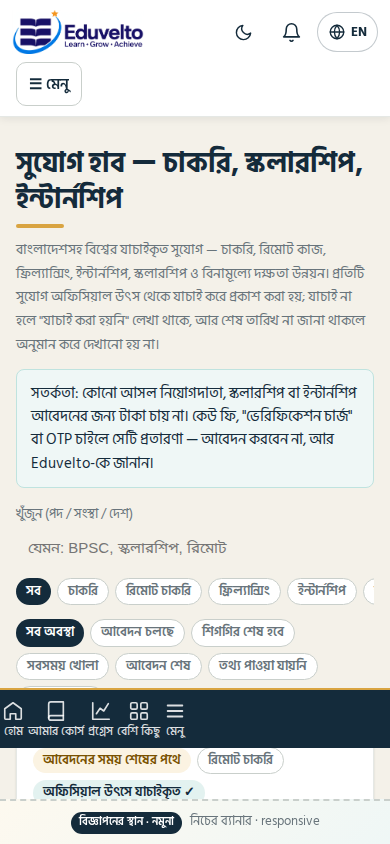 Eduvelto
Learn • Grow • Achieve
EN
☰ মেনু
সুযোগ হাব — চাকরি, স্কলারশিপ,
ইন্টার্নশিপ
বাংলাদেশসহ বিশ্বের যাচাইকৃত সুযোগ — চাকরি, রিমোট কাজ,
ফ্রিল্যান্সিং, ইন্টার্নশিপ, স্কলারশিপ ও বিনামূল্যে দক্ষতা উন্নয়ন। প্রতিটি
সুযোগ অফিসিয়াল উৎস থেকে যাচাই করে প্রকাশ করা হয়; যাচাই না
হলে "যাচাই করা হয়নি" লেখা থাকে, আর শেষ তারিখ না জানা থাকলে
অনুমান করে দেখানো হয় না।
সতর্কতা: কোনো আসল নিয়োগদাতা, স্কলারশিপ বা ইন্টার্নশিপ
আবেদনের জন্য টাকা চায় না। কেউ ফি, "ভেরিফিকেশন চার্জ"
বা OTP চাইলে সেটি প্রতারণা — আবেদন করবেন না, আর
Eduvelto-কে জানান।
খুঁজুন (পদ / সংস্থা / দেশ)
যেমন: BPSC, স্কলারশিপ, রিমোট
সব চাকরি রিমোট চাকরি ফ্রিল্যান্সিং ইন্টার্নশিপ
সব অবস্থা আবেদন চলছে শিগগির শেষ হবে
সবসময় খোলা আবেদন শেষ তথ্য পাওয়া যায়নি
হোম আমার কোর্স প্রগ্রেস বেশি কিছু মেনু
আবেদনের সময় শেষের পথে রিমোট চাকরি
অফিসিয়াল উৎসে যাচাইকৃত ✓
বিজ্ঞাপনের স্থান · নমুনা নিচের ব্যানার · responsive